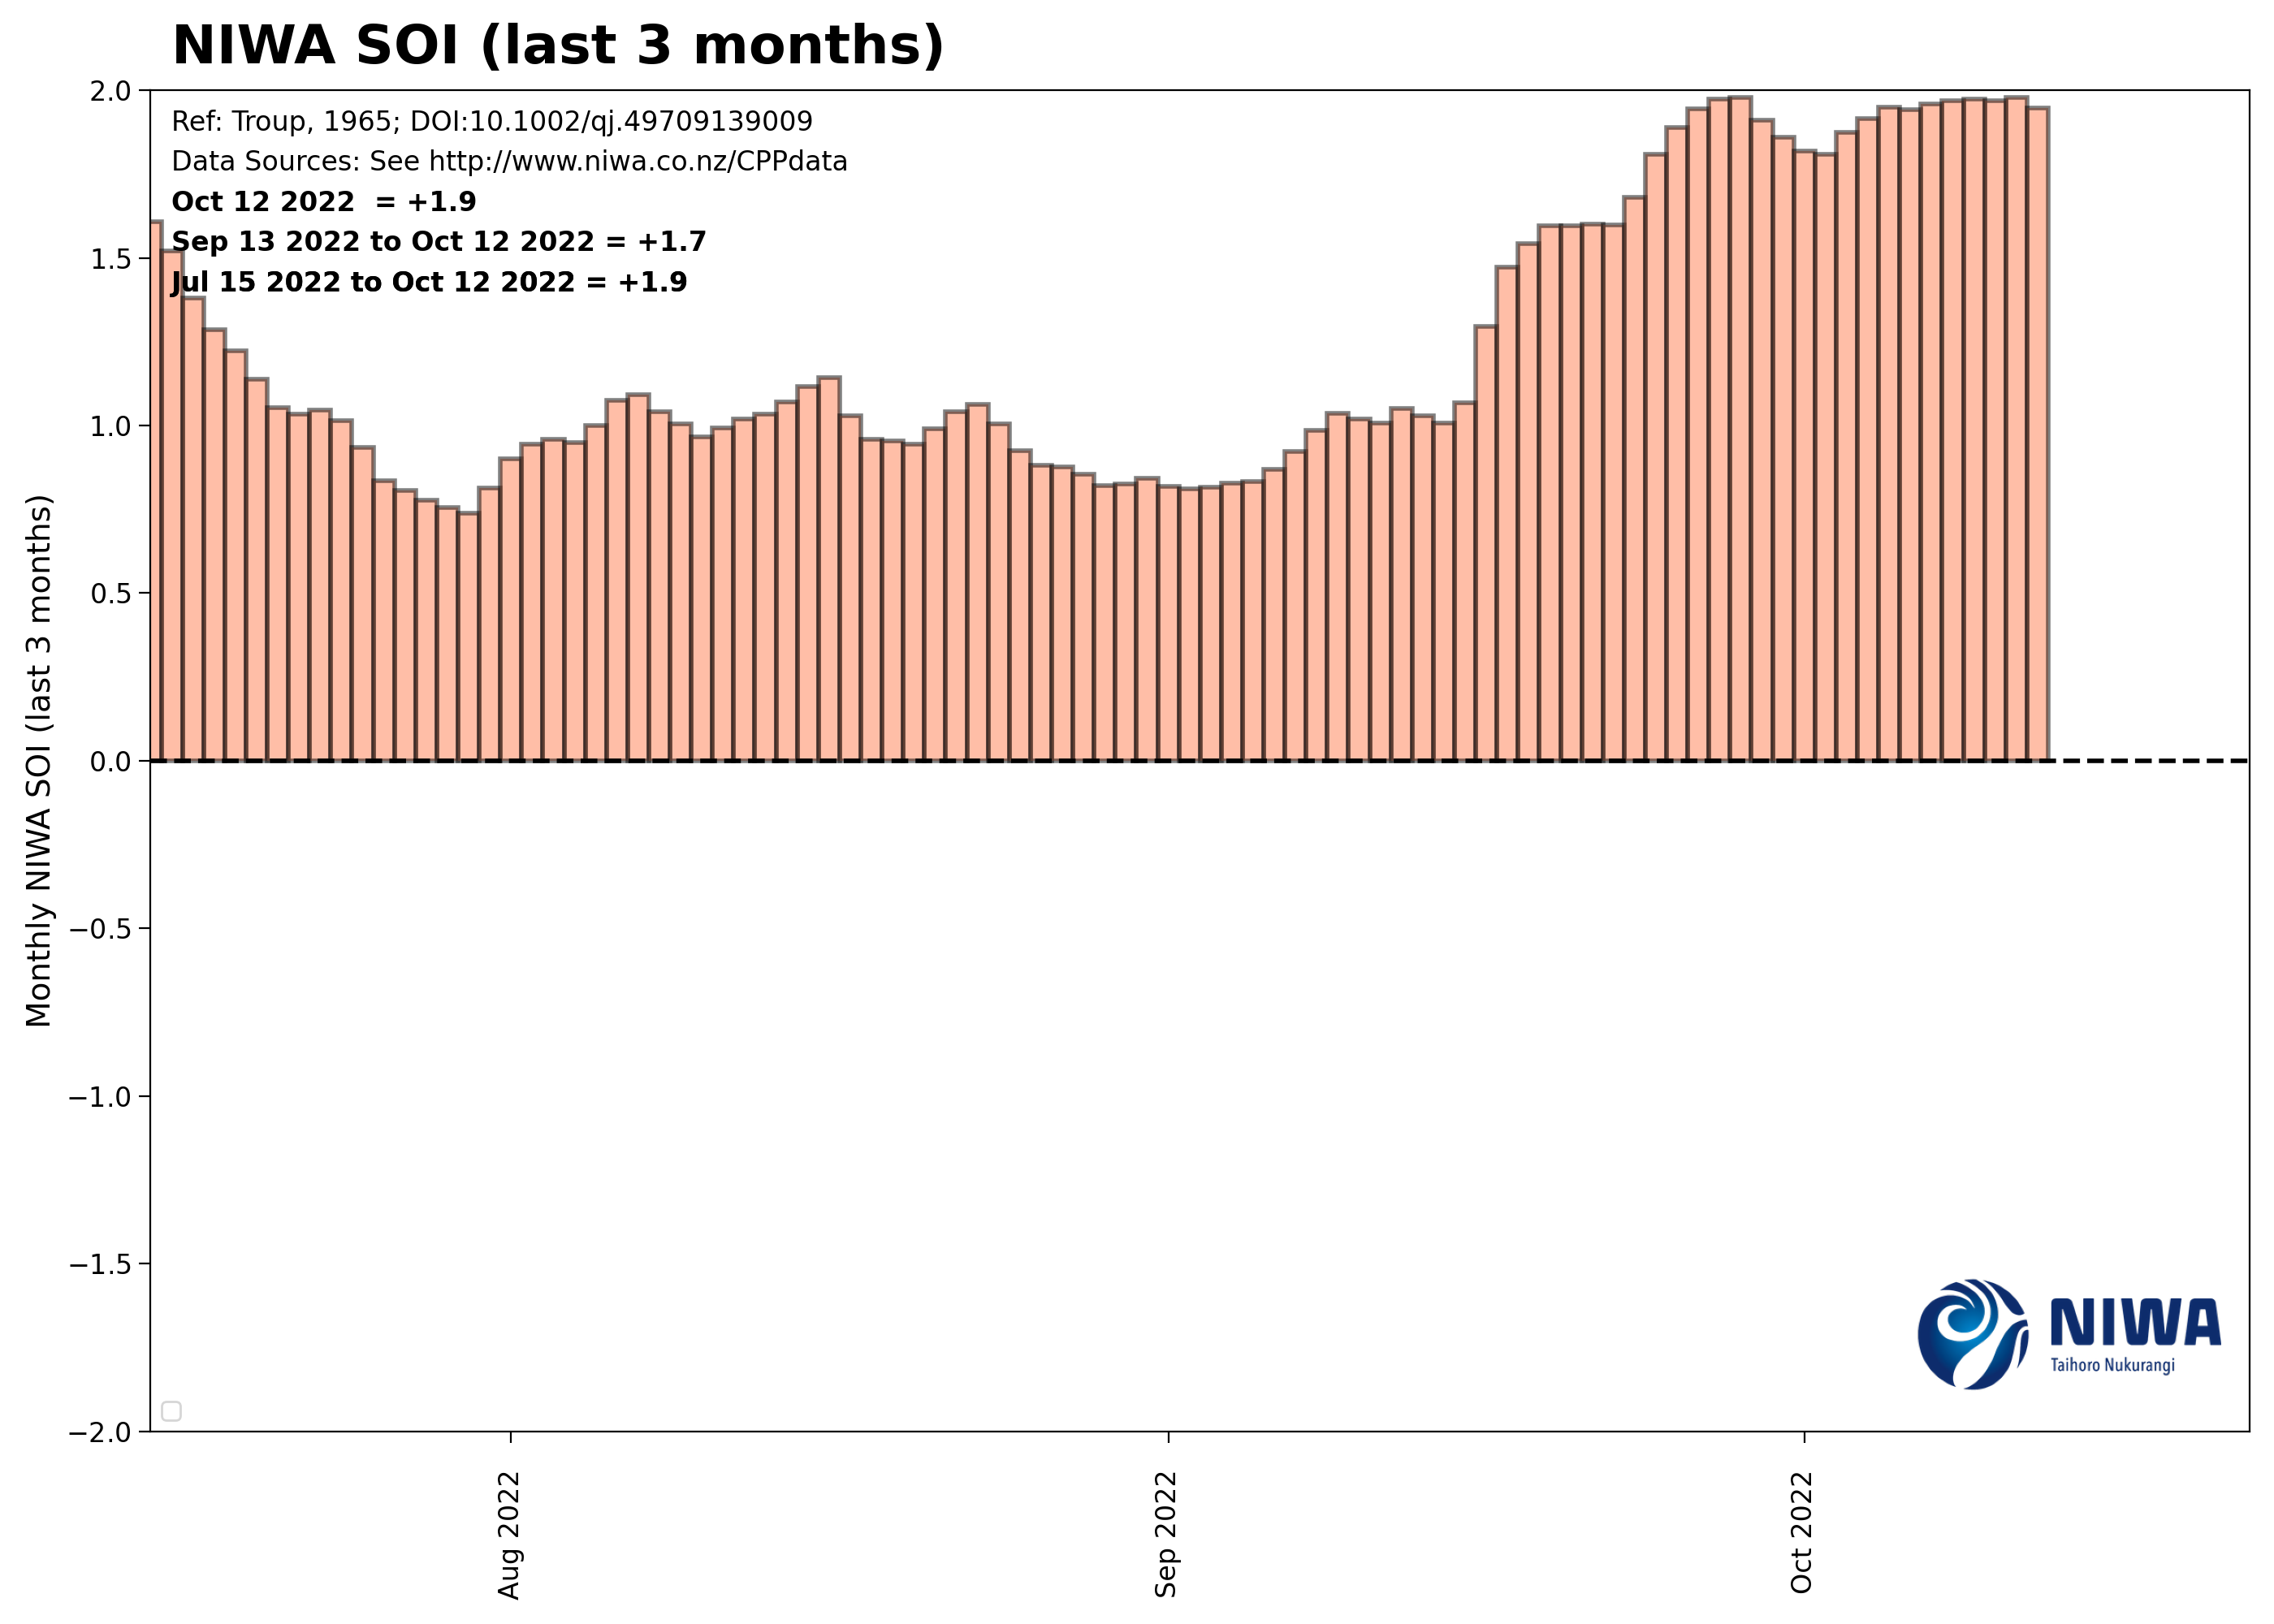 NIWA SOI (last 3 months)
Ref: Troup, 1965; DOI:10.1002/qj.49709139009
Data Sources: See http://www.niwa.co.nz/CPPdata
Oct 12 2022  = +1.9
Sep 13 2022 to Oct 12 2022 = +1.7
Jul 15 2022 to Oct 12 2022 = +1.9
Monthly NIWA SOI (last 3 months)
2.0
1.5
1.0
0.5
0.0
−0.5
−1.0
−1.5
−2.0
Aug 2022
Sep 2022
Oct 2022
NIWA
Taihoro Nukurangi